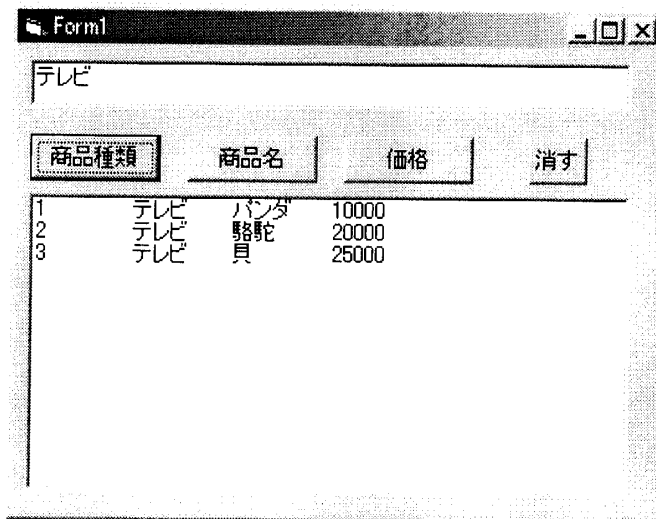 Form1
テレビ
商品種類 商品名 価格 消す
1 テレビ パンダ 10000
2 テレビ 駱駝 20000
3 テレビ 貝 25000